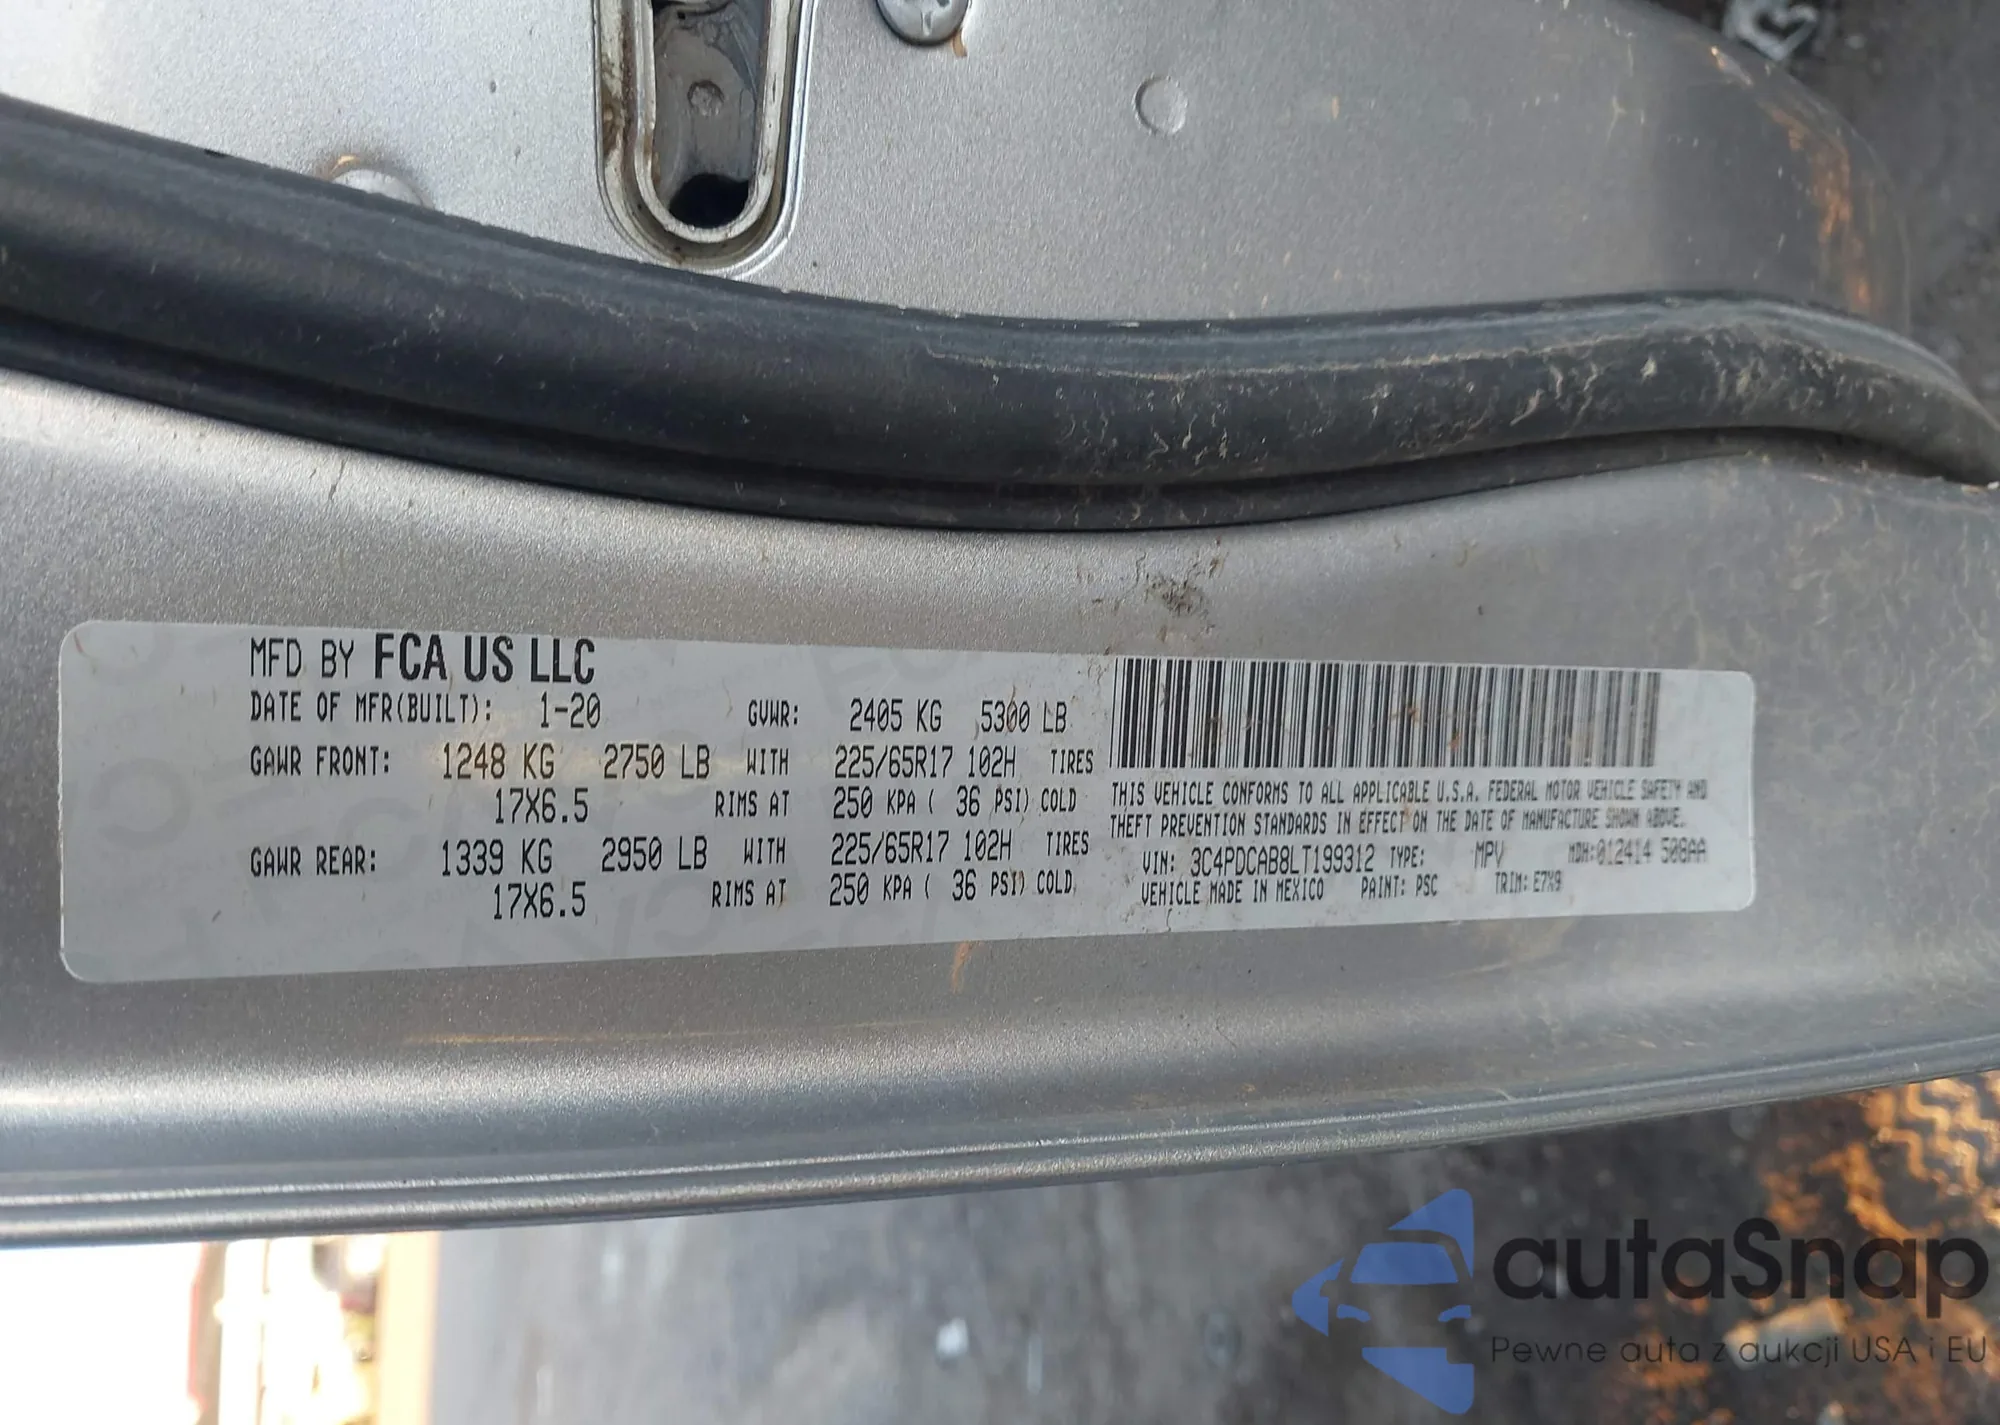 MFD BY FCA US LLC
DATE OF MFR(BUILT): 1-20 GVWR: 2405 KG 5300 LB
GAWR FRONT: 1248 KG 2750 LB WITH 225/65R17 102H TIRES
17X6.5 RIMS AT 250 KPA ( 36 PSI) COLD
GAWR REAR: 1339 KG 2950 LB WITH 225/65R17 102H TIRES
17X6.5 RIMS AT 250 KPA ( 36 PSI) COLD
THIS VEHICLE CONFORMS TO ALL APPLICABLE U.S.A. FEDERAL MOTOR VEHICLE SAFETY AND
THEFT PREVENTION STANDARDS IN EFFECT ON THE DATE OF MANUFACTURE SHOWN ABOVE.
VIN: 3C4PDCAB8LT199312 TYPE: MPV MDH:012414 508AA
VEHICLE MADE IN MEXICO PAINT: PSC TRIM: E7X9
autaSnap
Pewne auta z aukcji USA i EU